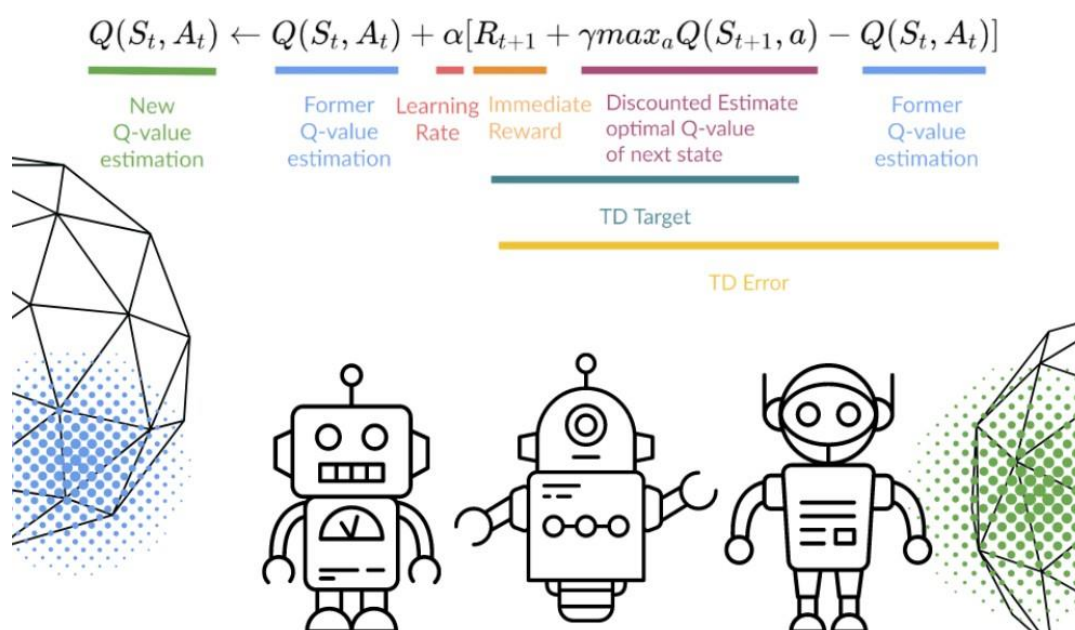 Q(S_t, A_t) ← Q(S_t, A_t) + α[R_{t+1} + γmax_aQ(S_{t+1}, a) − Q(S_t, A_t)]
New
Q-value
estimation
Former
Q-value
estimation
Learning
Rate
Immediate
Reward
Discounted Estimate
optimal Q-value
of next state
Former
Q-value
estimation
TD Target
TD Error